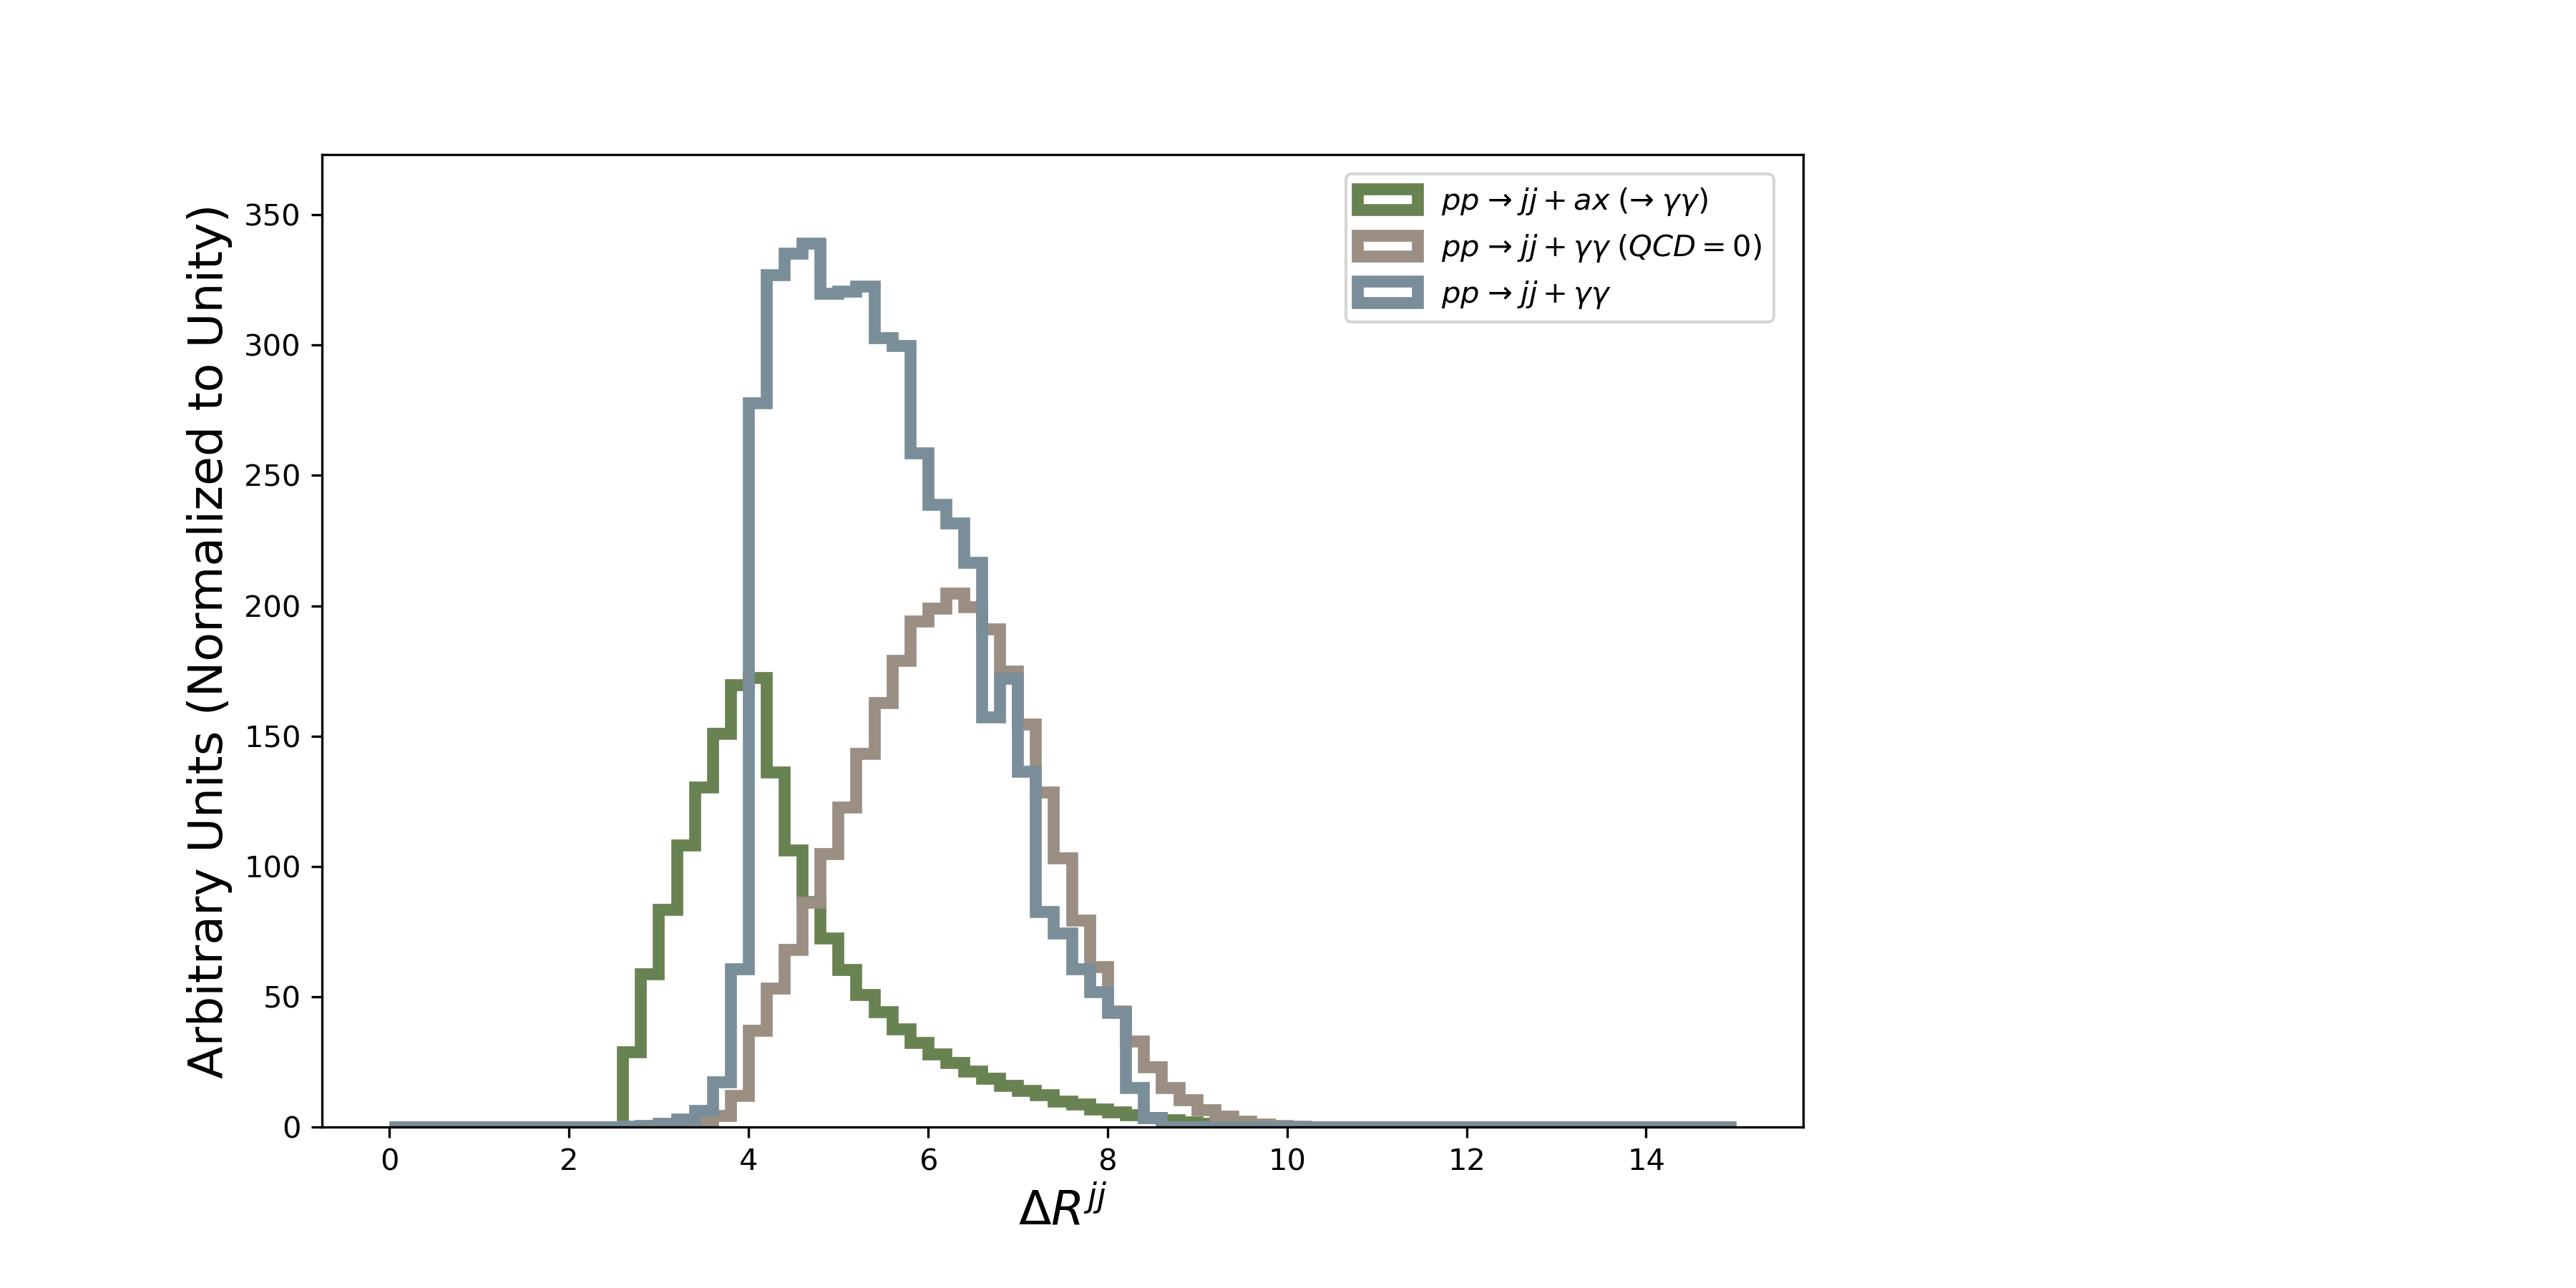 Arbitrary Units (Normalized to Unity)
350
300
250
200
150
100
50
0
pp → jj + ax (→ γγ)
pp → jj + γγ (QCD = 0)
pp → jj + γγ
0 2 4 6 8 10 12 14
ΔR^{jj}